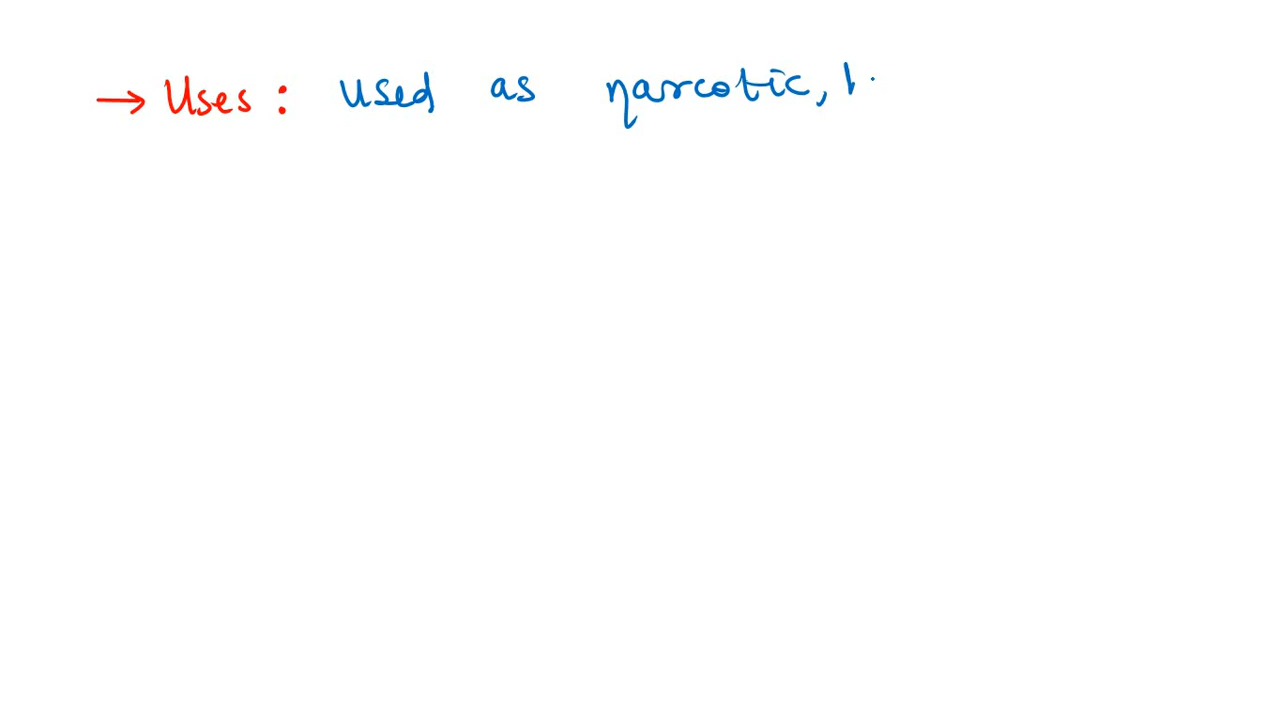 → Uses: used as narcotic,